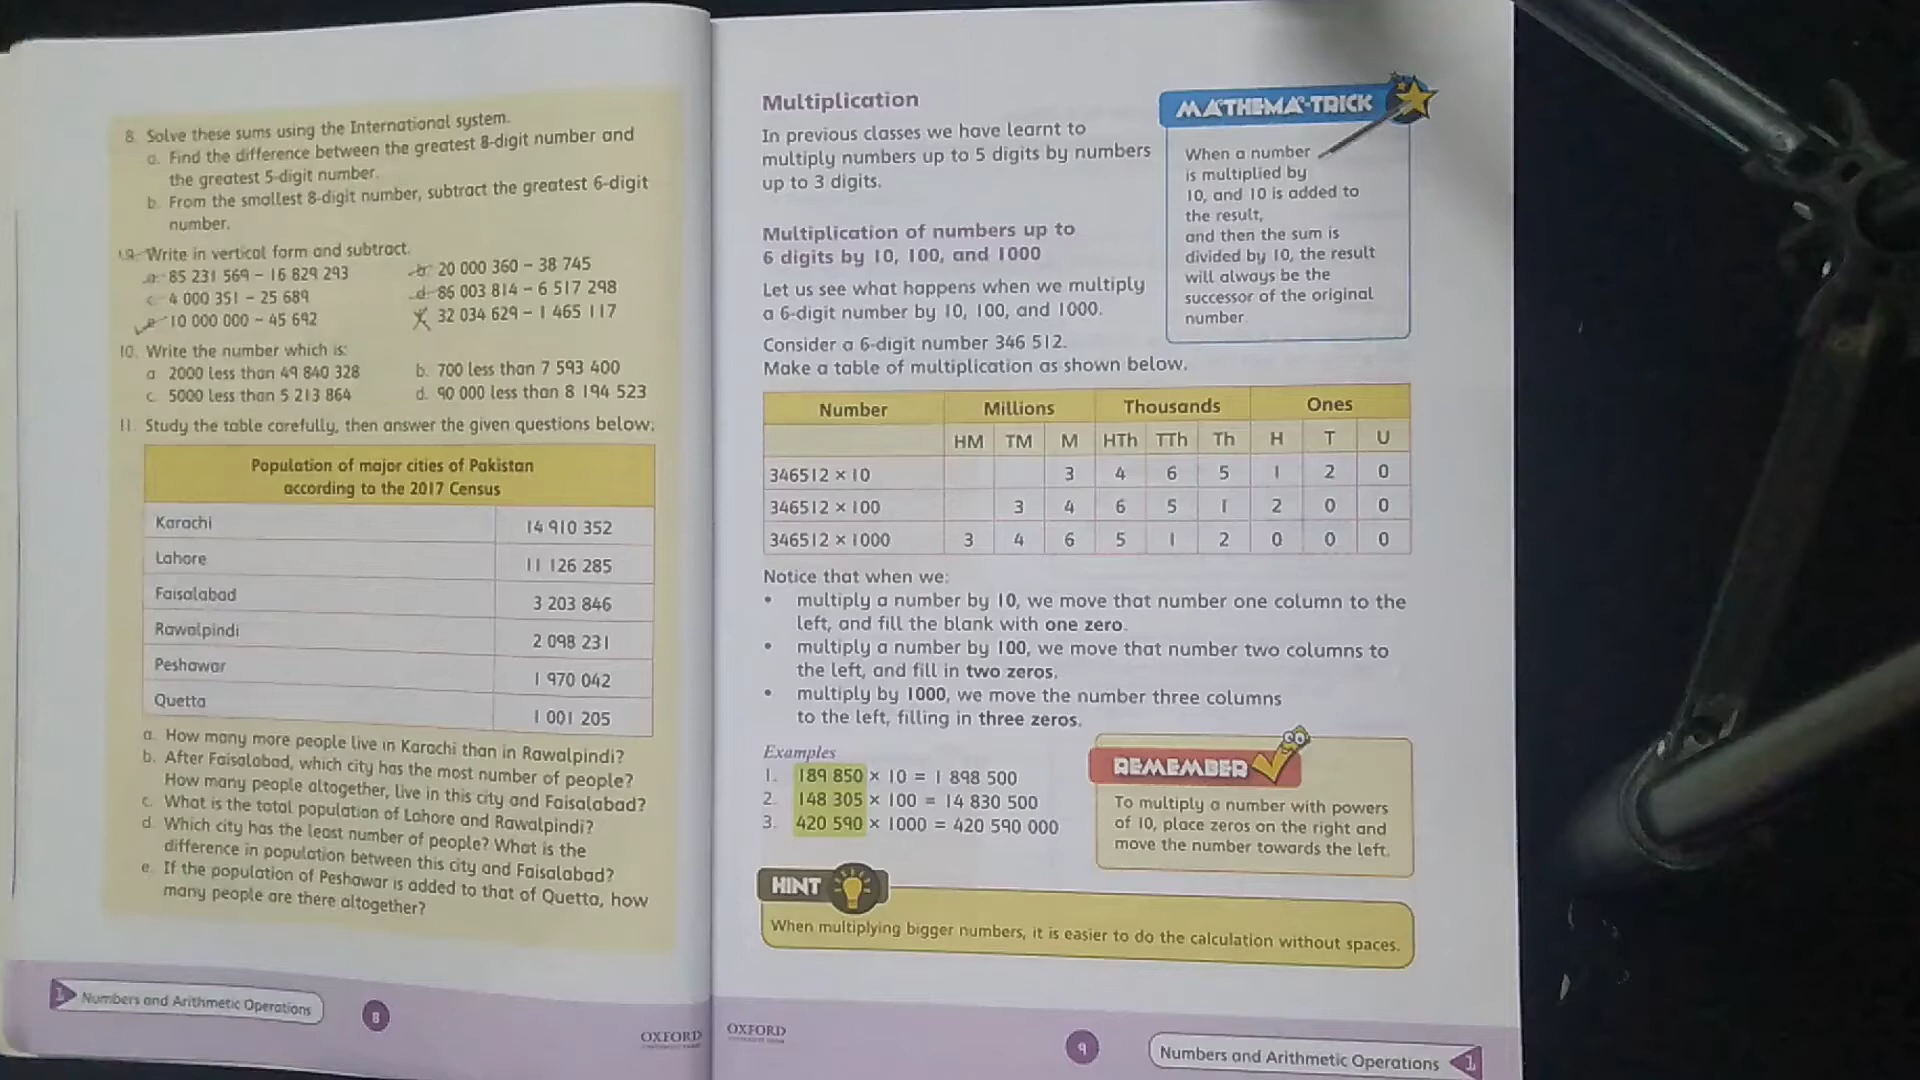 8. Solve these sums using the International system.
a. Find the difference between the greatest 8-digit number and
the greatest 5-digit number.
b. From the smallest 8-digit number, subtract the greatest 6-digit
number.
9. Write in vertical form and subtract.
a. 85 231 569 – 16 829 293
b. 20 000 360 – 38 745
c. 4 000 351 – 25 689
d. 86 003 814 – 6 517 298
e. 10 000 000 – 45 692
32 034 629 – 1 465 117
10. Write the number which is:
a. 2000 less than 49 840 328
b. 700 less than 7 593 400
c. 5000 less than 5 213 864
d. 90 000 less than 8 194 523
11. Study the table carefully, then answer the given questions below.
Population of major cities of Pakistan
according to the 2017 Census
Karachi 14 910 352
Lahore 11 126 285
Faisalabad 3 203 846
Rawalpindi 2 098 231
Peshawar 1 970 042
Quetta 1 001 205
a. How many more people live in Karachi than in Rawalpindi?
b. After Faisalabad, which city has the most number of people?
How many people altogether, live in this city and Faisalabad?
c. What is the total population of Lahore and Rawalpindi?
d. Which city has the least number of people? What is the
difference in population between this city and Faisalabad?
e. If the population of Peshawar is added to that of Quetta, how
many people are there altogether?
1 Numbers and Arithmetic Operations
8
OXFORD
Multiplication
In previous classes we have learnt to
multiply numbers up to 5 digits by numbers
up to 3 digits.
Multiplication of numbers up to
6 digits by 10, 100, and 1000
Let us see what happens when we multiply
a 6-digit number by 10, 100, and 1000.
Consider a 6-digit number 346 512.
Make a table of multiplication as shown below.
MATHEMA-TRICK
When a number
is multiplied by
10, and 10 is added to
the result,
and then the sum is
divided by 10, the result
will always be the
successor of the original
number.
Number Millions Thousands Ones
HM TM M HTh TTh Th H T U
346512 × 10 3 4 6 5 1 2 0
346512 × 100 3 4 6 5 1 2 0 0
346512 × 1000 3 4 6 5 1 2 0 0 0
Notice that when we:
• multiply a number by 10, we move that number one column to the
left, and fill the blank with one zero.
• multiply a number by 100, we move that number two columns to
the left, and fill in two zeros.
• multiply by 1000, we move the number three columns
to the left, filling in three zeros.
Examples
1. 189 850 × 10 = 1 898 500
2. 148 305 × 100 = 14 830 500
3. 420 590 × 1000 = 420 590 000
REMEMBER
To multiply a number with powers
of 10, place zeros on the right and
move the number towards the left.
HINT
When multiplying bigger numbers, it is easier to do the calculation without spaces.
OXFORD
9
Numbers and Arithmetic Operations 1